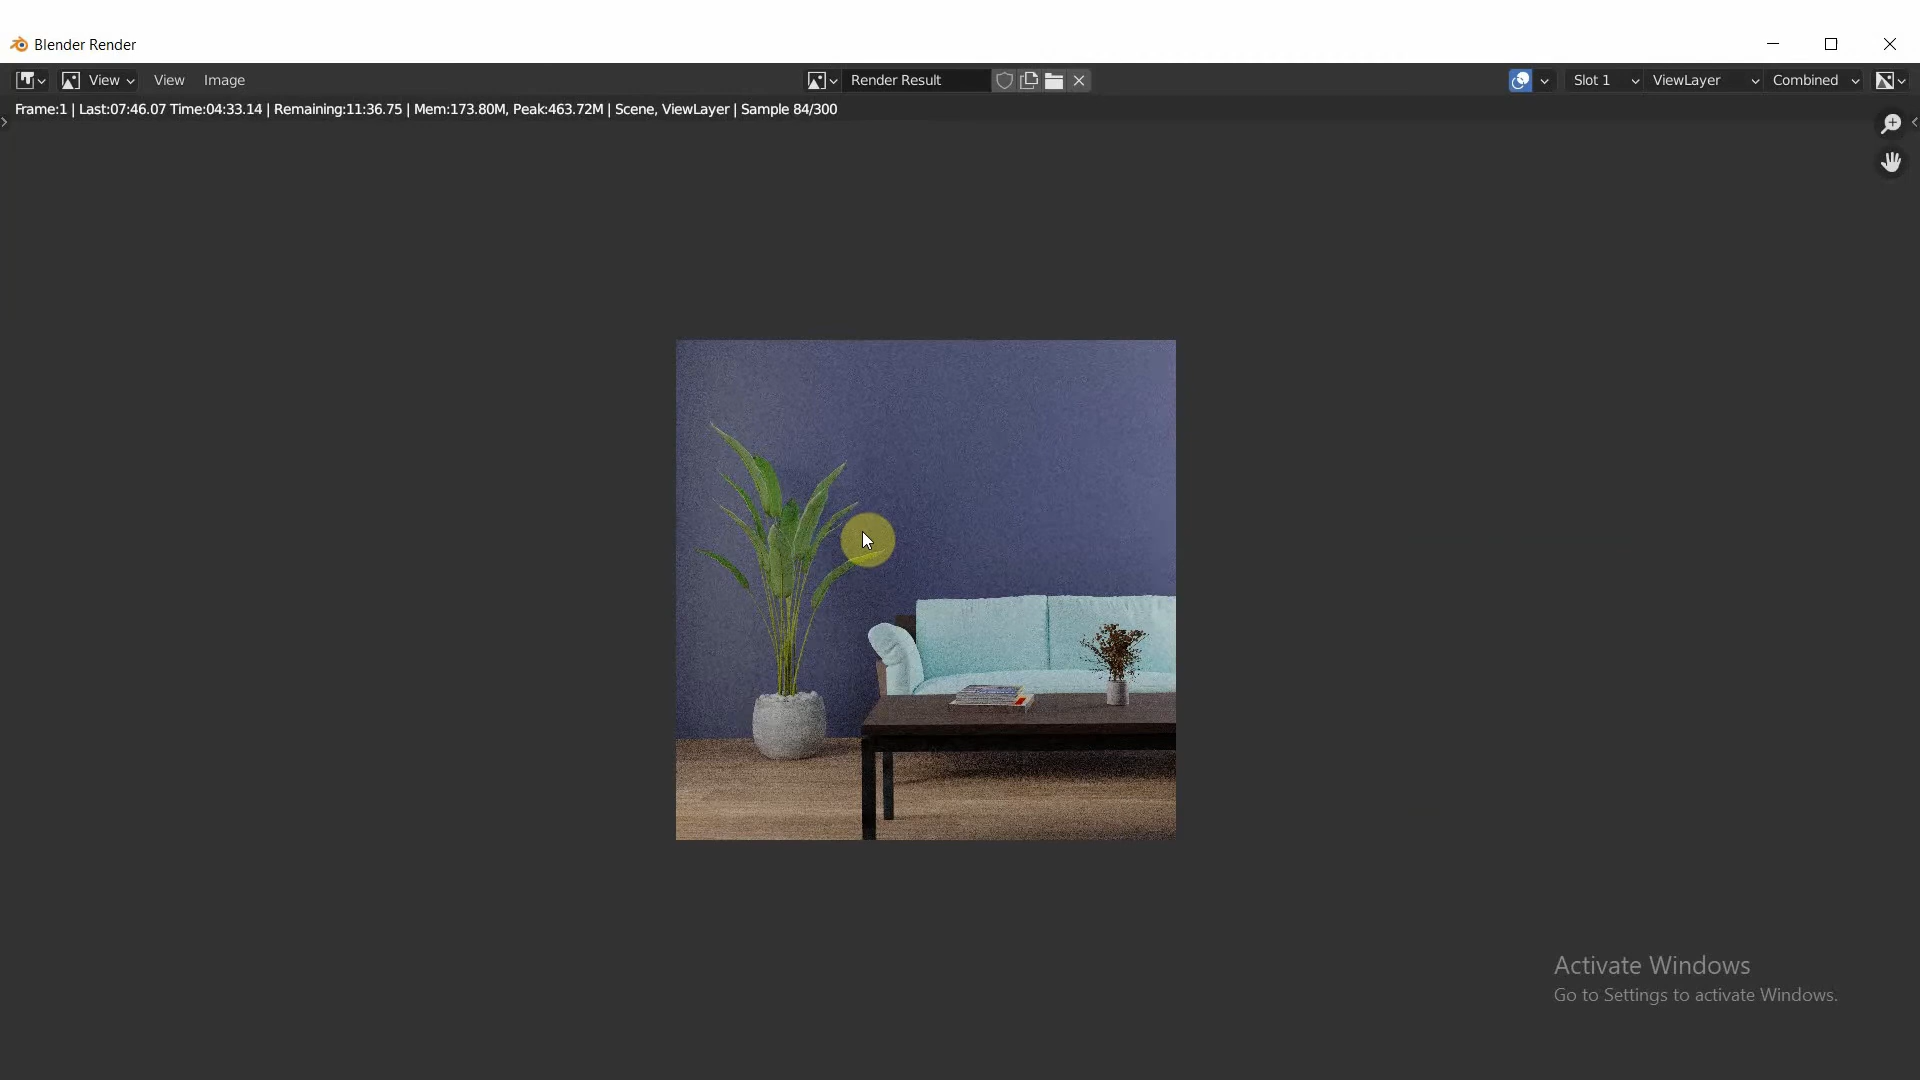 Blender Render
View View Image Render Result Slot 1 ViewLayer Combined
Frame:1 | Last:07:46.07 Time:04:33.14 | Remaining:11:36.75 | Mem:173.80M, Peak:463.72M | Scene, ViewLayer | Sample 84/300
Activate Windows
Go to Settings to activate Windows.